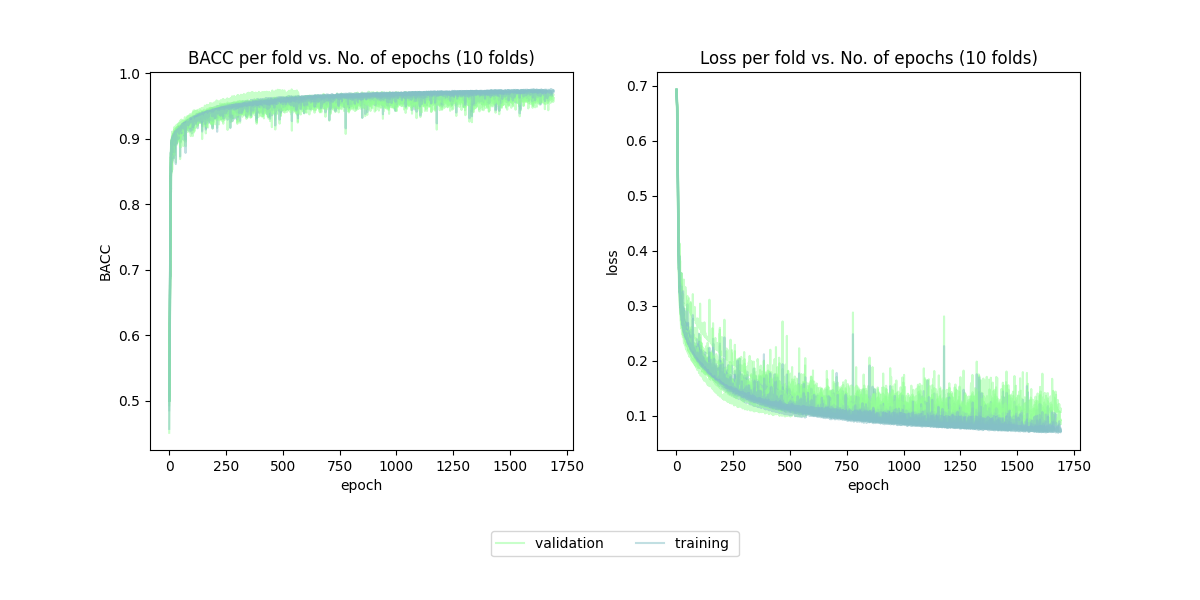 BACC per fold vs. No. of epochs (10 folds)
1.0
0.9
0.8
0.7
0.6
0.5
BACC
0 250 500 750 1000 1250 1500 1750
epoch
Loss per fold vs. No. of epochs (10 folds)
0.7
0.6
0.5
0.4
0.3
0.2
0.1
loss
0 250 500 750 1000 1250 1500 1750
epoch
validation training